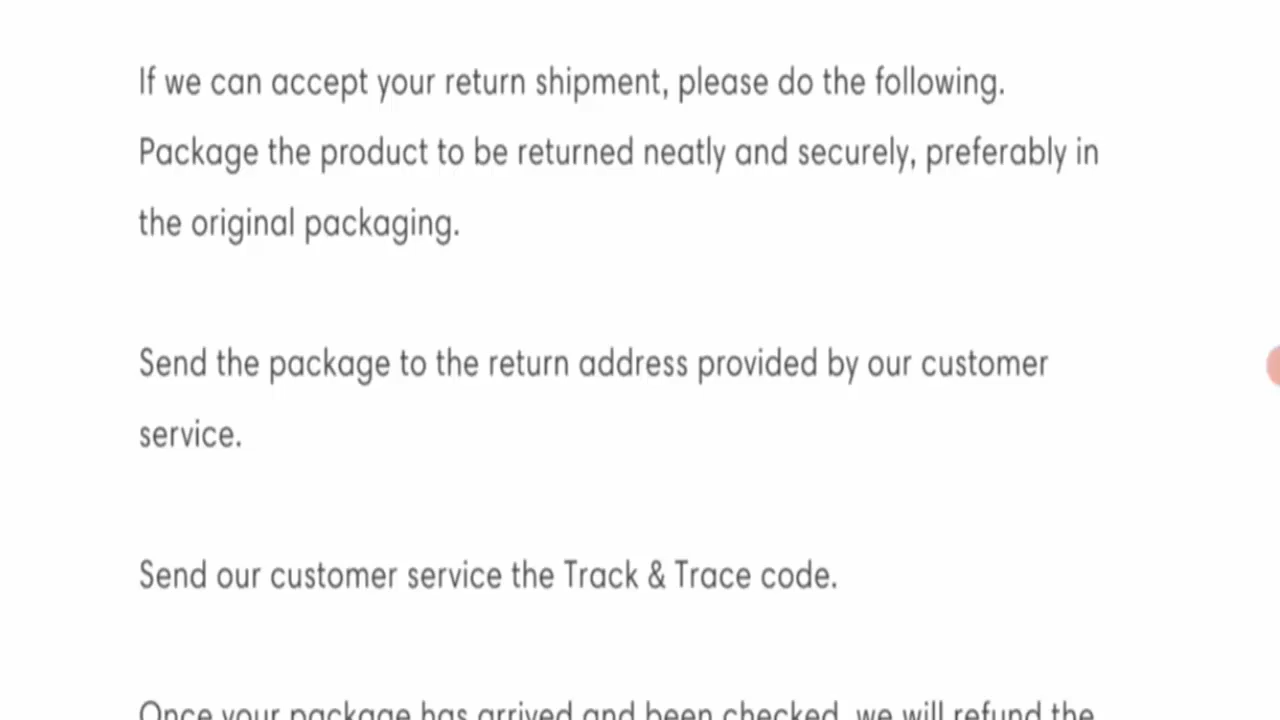 If we can accept your return shipment, please do the following.
Package the product to be returned neatly and securely, preferably in
the original packaging.
Send the package to the return address provided by our customer
service.
Send our customer service the Track & Trace code.
Once your package has arrived and been checked, we will refund the